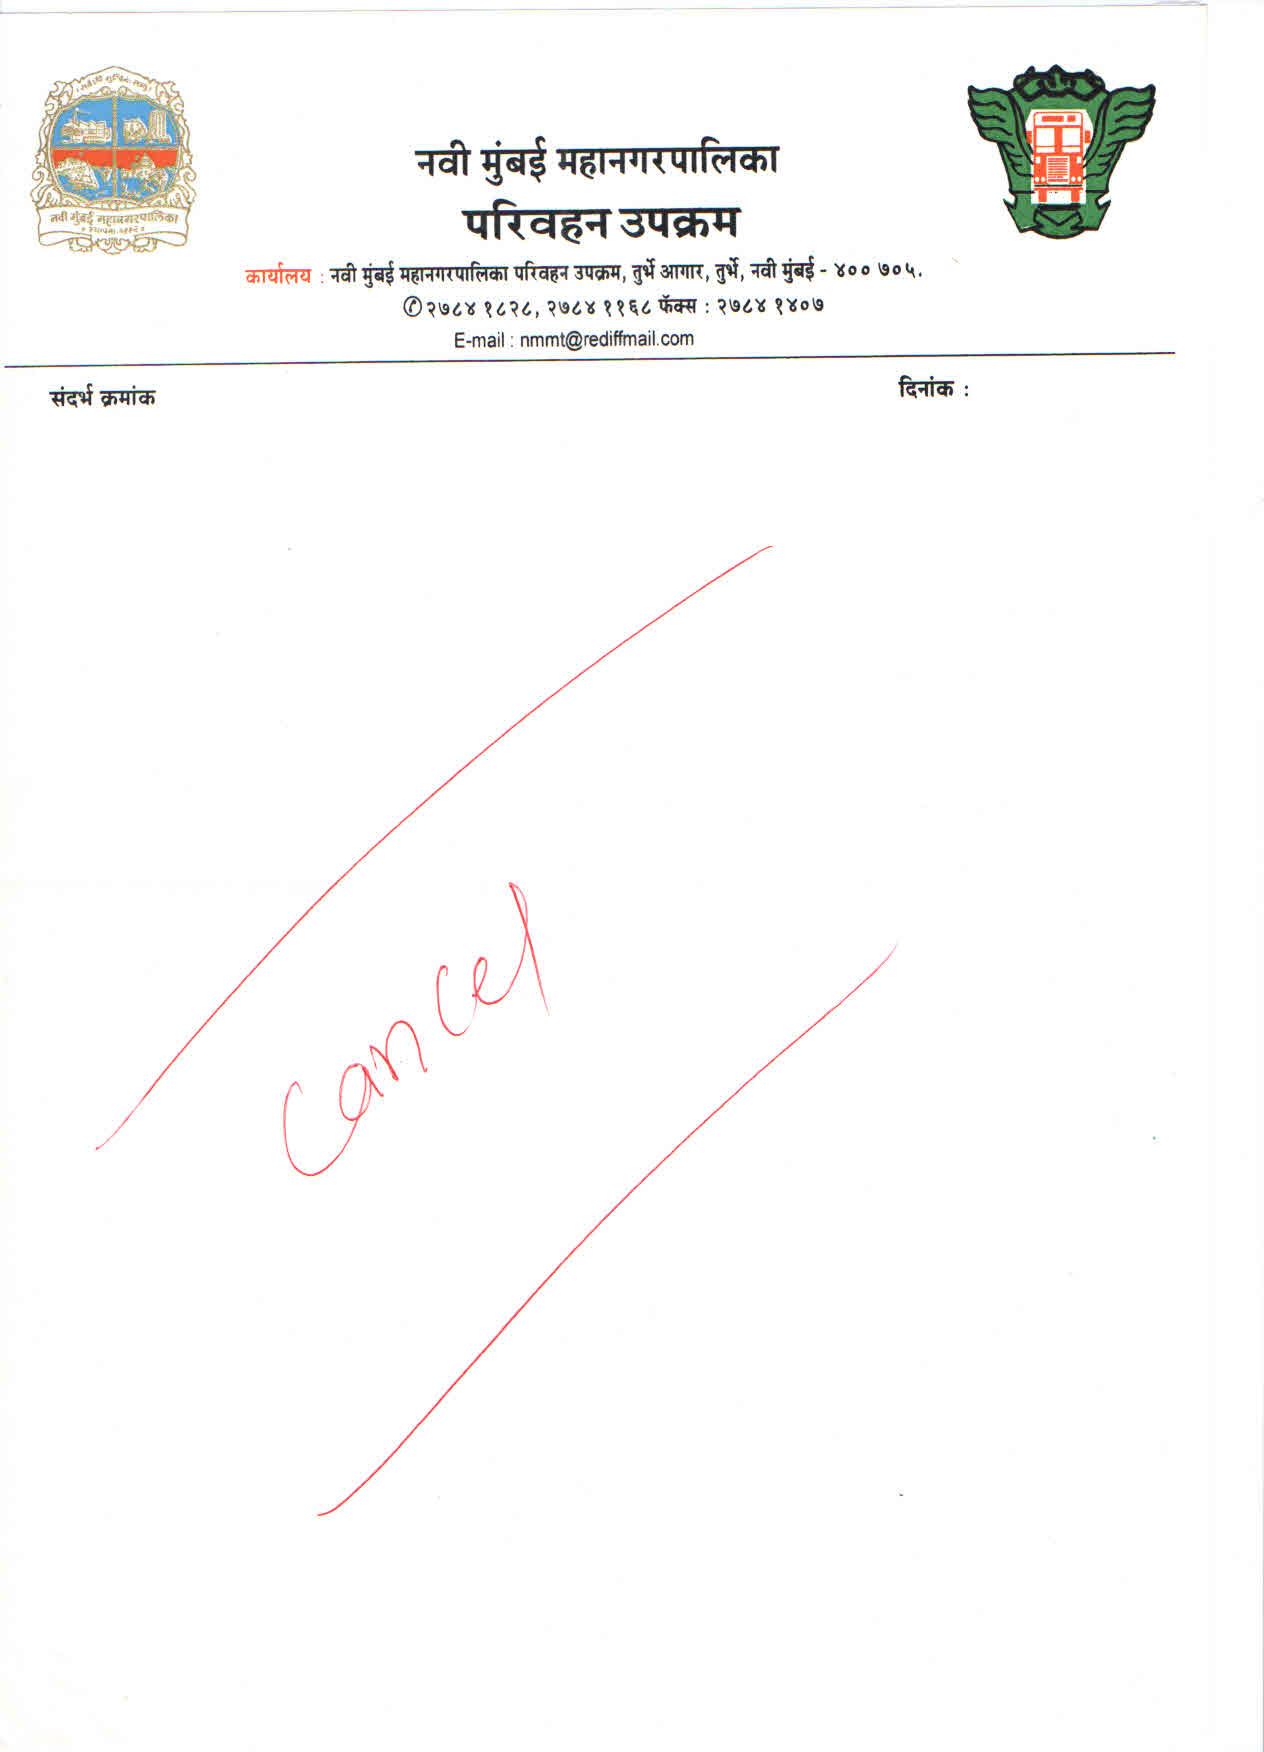 नवी मुंबई महानगरपालिका
नवी मुंबई महानगरपालिका
परिवहन उपक्रम
कार्यालय : नवी मुंबई महानगरपालिका परिवहन उपक्रम, तुर्भे आगार, तुर्भे, नवी मुंबई - ४०० ७०५.
✆ २७८४ १८२८, २७८४ ११६८ फॅक्स : २७८४ १४०७
E-mail : nmmt@rediffmail.com
संदर्भ क्रमांक
दिनांक :
Cancel